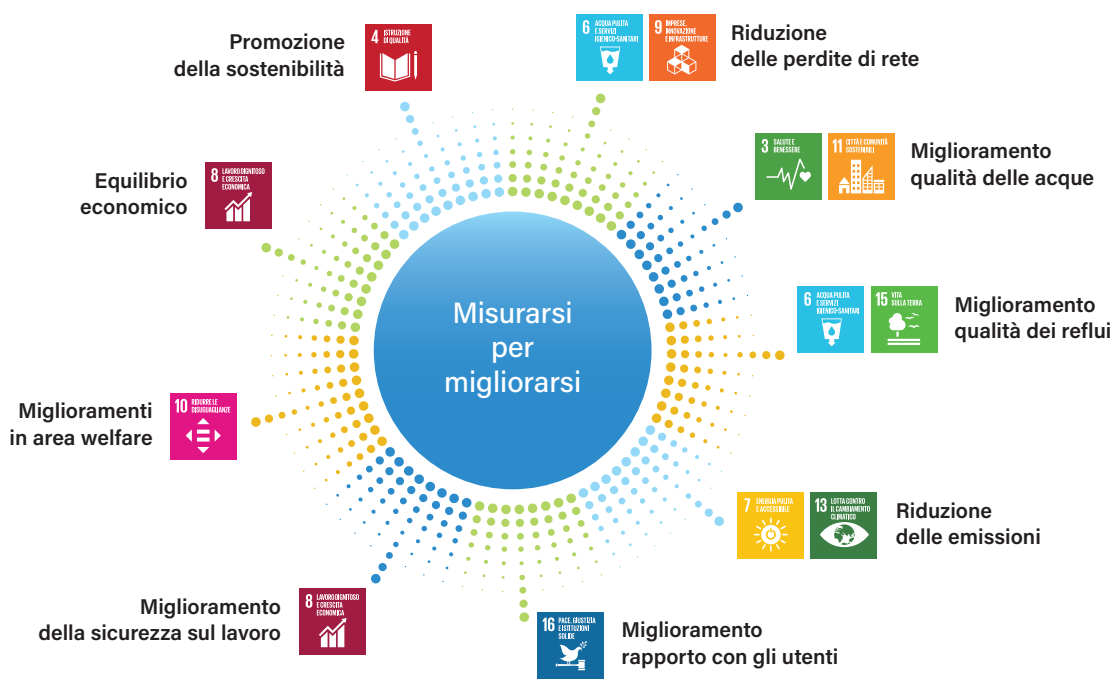 Promozione
della sostenibilità
4 ISTRUZIONE
DI QUALITÀ
6 ACQUA PULITA
E SERVIZI
IGIENICO-SANITARI
9 IMPRESE,
INNOVAZIONE
E INFRASTRUTTURE
Riduzione
delle perdite di rete
3 SALUTE E
BENESSERE
11 CITTÀ E COMUNITÀ
SOSTENIBILI
Miglioramento
qualità delle acque
Equilibrio
economico
8 LAVORO DIGNITOSO
E CRESCITA
ECONOMICA
6 ACQUA PULITA
E SERVIZI
IGIENICO-SANITARI
15 VITA
SULLA TERRA
Miglioramento
qualità dei reflui
Misurarsi
per
migliorarsi
Miglioramenti
in area welfare
10 RIDURRE LE
DISUGUAGLIANZE
7 ENERGIA PULITA
E ACCESSIBILE
13 LOTTA CONTRO
IL CAMBIAMENTO
CLIMATICO
Riduzione
delle emissioni
Miglioramento
della sicurezza sul lavoro
8 LAVORO DIGNITOSO
E CRESCITA
ECONOMICA
16 PACE, GIUSTIZIA
E ISTITUZIONI
SOLIDE
Miglioramento
rapporto con gli utenti